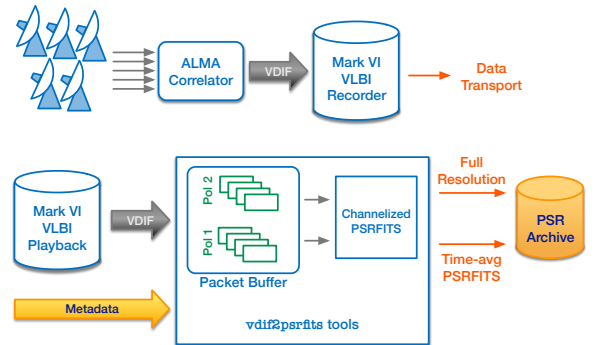 ALMA
Correlator
VDIF
Mark VI
VLBI
Recorder
Data
Transport
Mark VI
VLBI
Playback
VDIF
Metadata
Pol 2
Pol 1
Packet Buffer
Channelized
PSRFITS
vdif2psrfits tools
Full
Resolution
Time-avg
PSRFITS
PSR
Archive